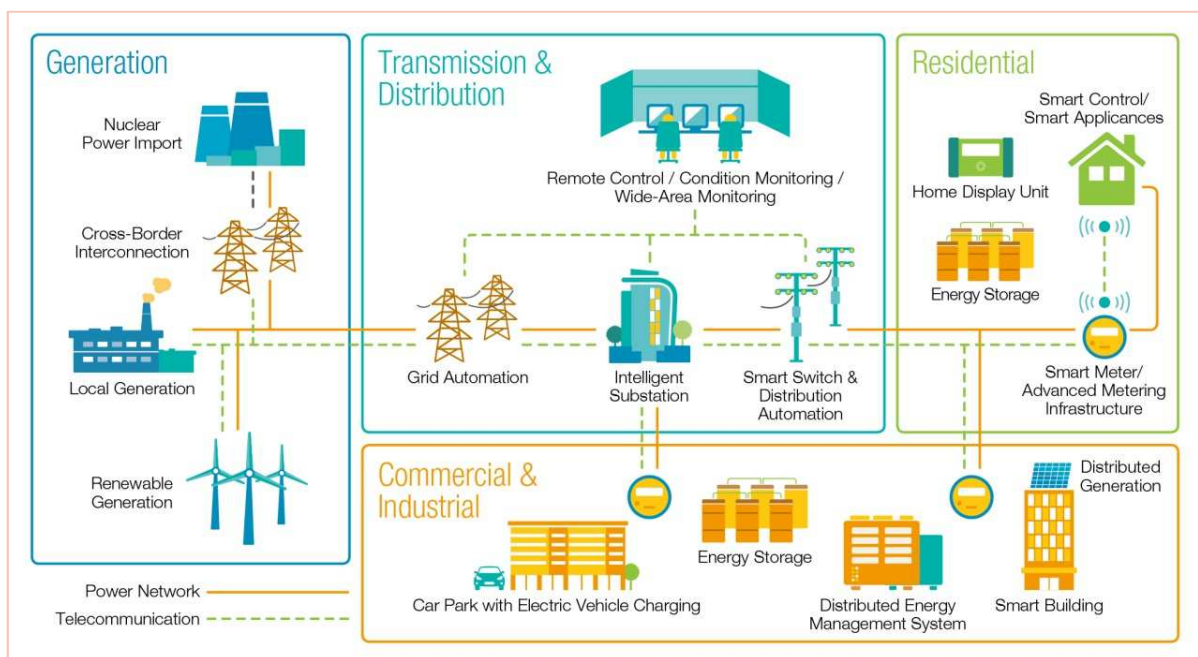 Generation
Nuclear
Power Import
Cross-Border
Interconnection
Local Generation
Renewable
Generation
Power Network
Telecommunication
Transmission &
Distribution
Remote Control / Condition Monitoring /
Wide-Area Monitoring
Grid Automation
Intelligent
Substation
Smart Switch &
Distribution
Automation
Residential
Smart Control/
Smart Applicances
Home Display Unit
Energy Storage
Smart Meter/
Advanced Metering
Infrastructure
Commercial &
Industrial
Car Park with Electric Vehicle Charging
Energy Storage
Distributed Energy
Management System
Distributed
Generation
Smart Building